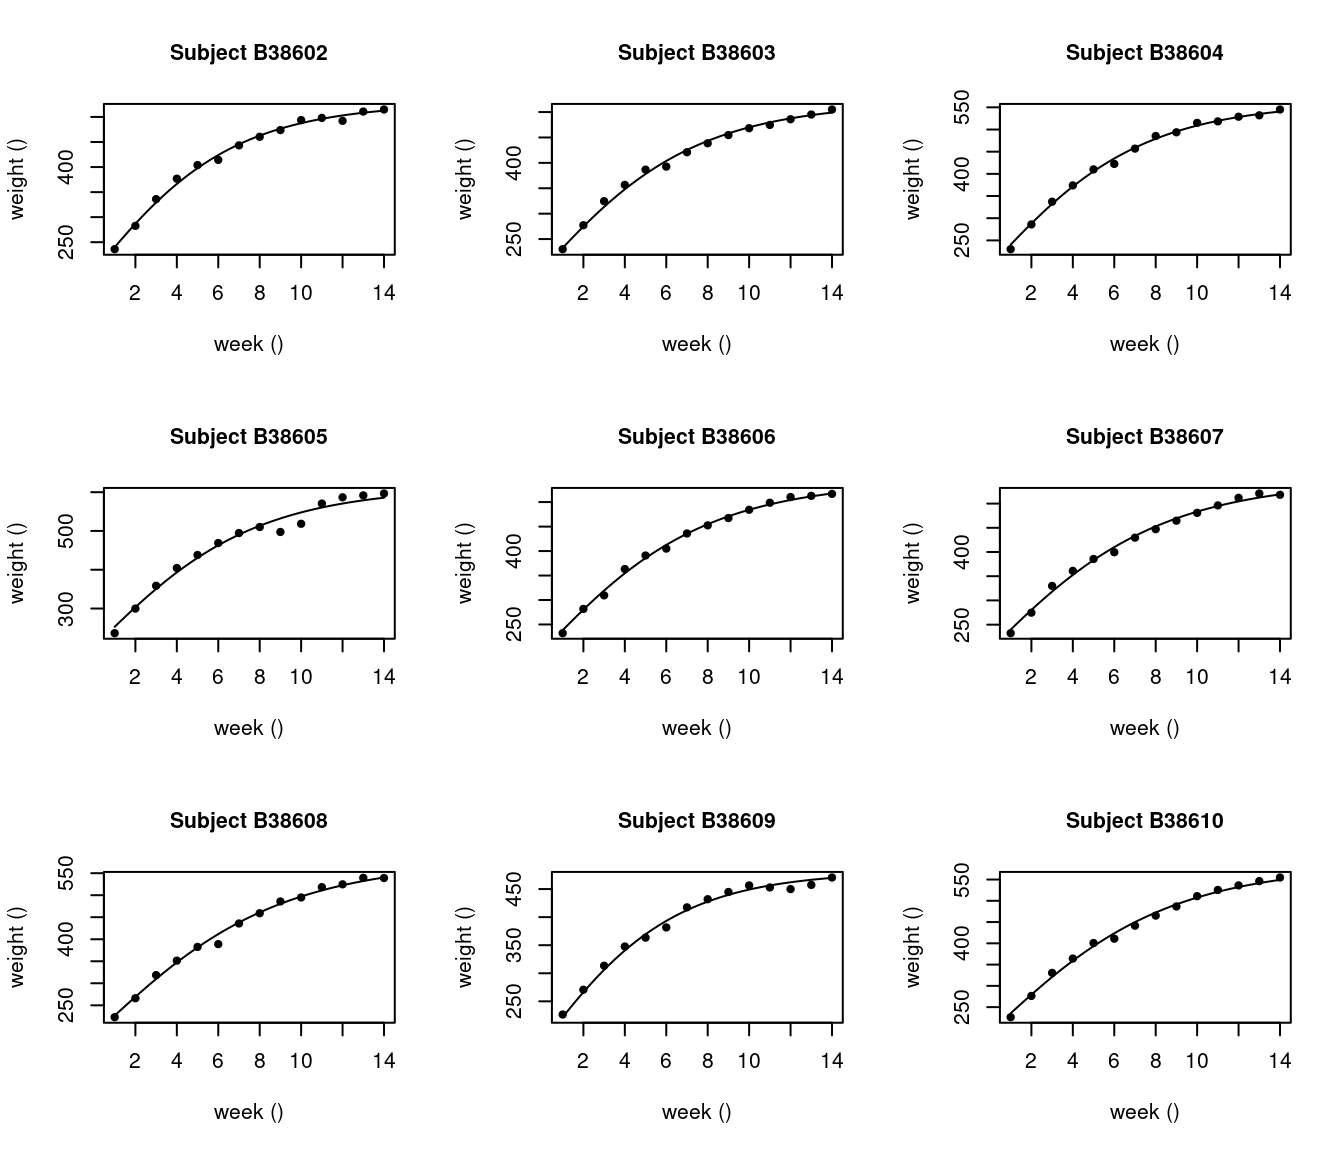 Subject B38602
weight ()
400
250
2 4 6 8 10 14
week ()
Subject B38603
weight ()
400
250
2 4 6 8 10 14
week ()
Subject B38604
weight ()
550
400
250
2 4 6 8 10 14
week ()
Subject B38605
weight ()
500
300
2 4 6 8 10 14
week ()
Subject B38606
weight ()
400
250
2 4 6 8 10 14
week ()
Subject B38607
weight ()
400
250
2 4 6 8 10 14
week ()
Subject B38608
weight ()
550
400
250
2 4 6 8 10 14
week ()
Subject B38609
weight ()
450
350
250
2 4 6 8 10 14
week ()
Subject B38610
weight ()
550
400
250
2 4 6 8 10 14
week ()